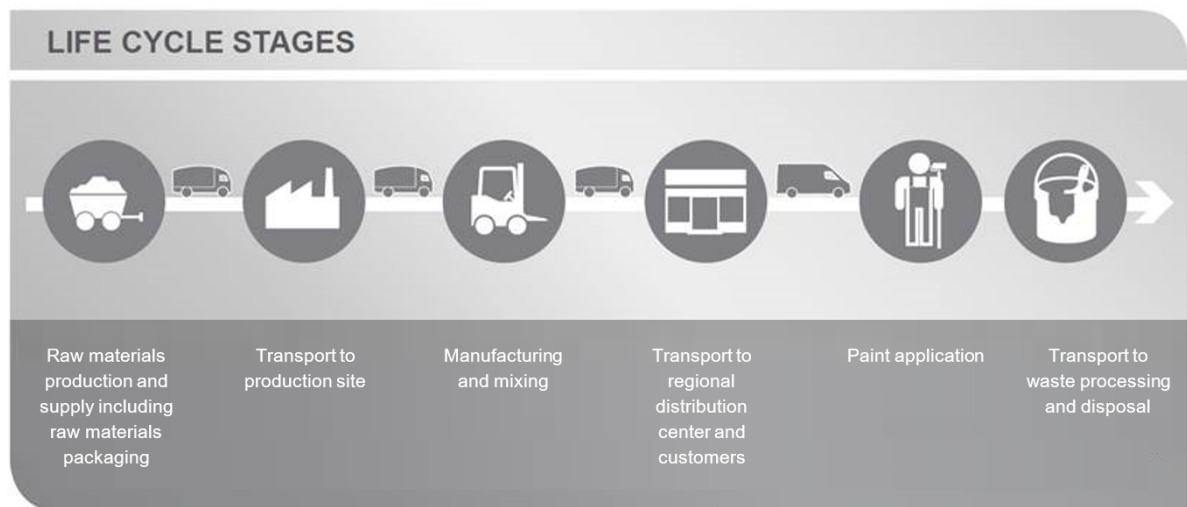 LIFE CYCLE STAGES
Raw materials
production and
supply including
raw materials
packaging
Transport to
production site
Manufacturing
and mixing
Transport to
regional
distribution
center and
customers
Paint application
Transport to
waste processing
and disposal